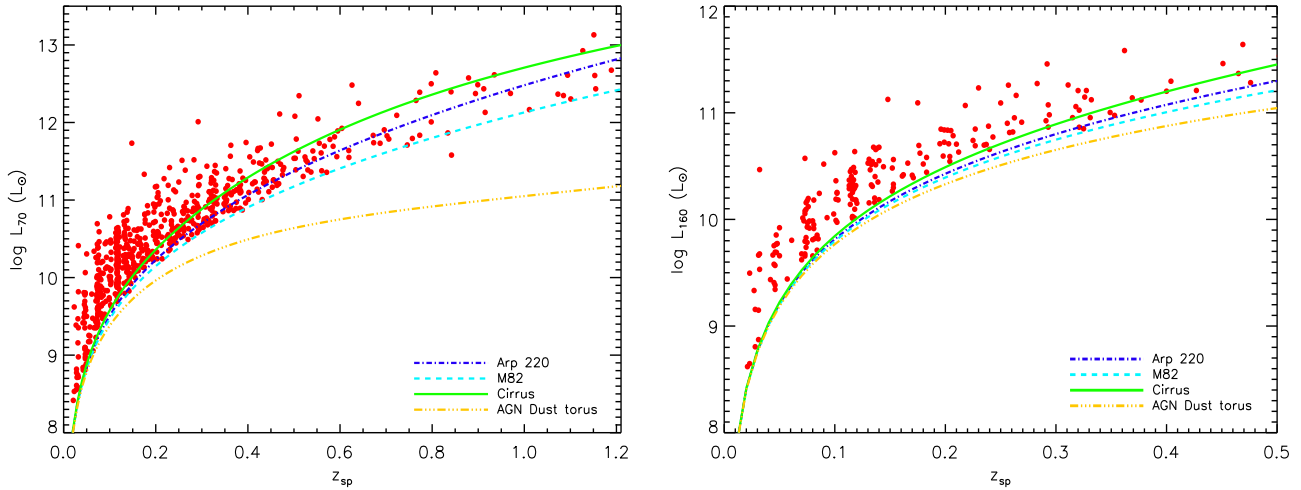 13
12
11
10
9
8
log L70 (L⊙)
Arp 220
M82
Cirrus
AGN Dust torus
0.0 0.2 0.4 0.6 0.8 1.0 1.2
zsp
12
11
10
9
8
log L160 (L⊙)
Arp 220
M82
Cirrus
AGN Dust torus
0.0 0.1 0.2 0.3 0.4 0.5
zsp